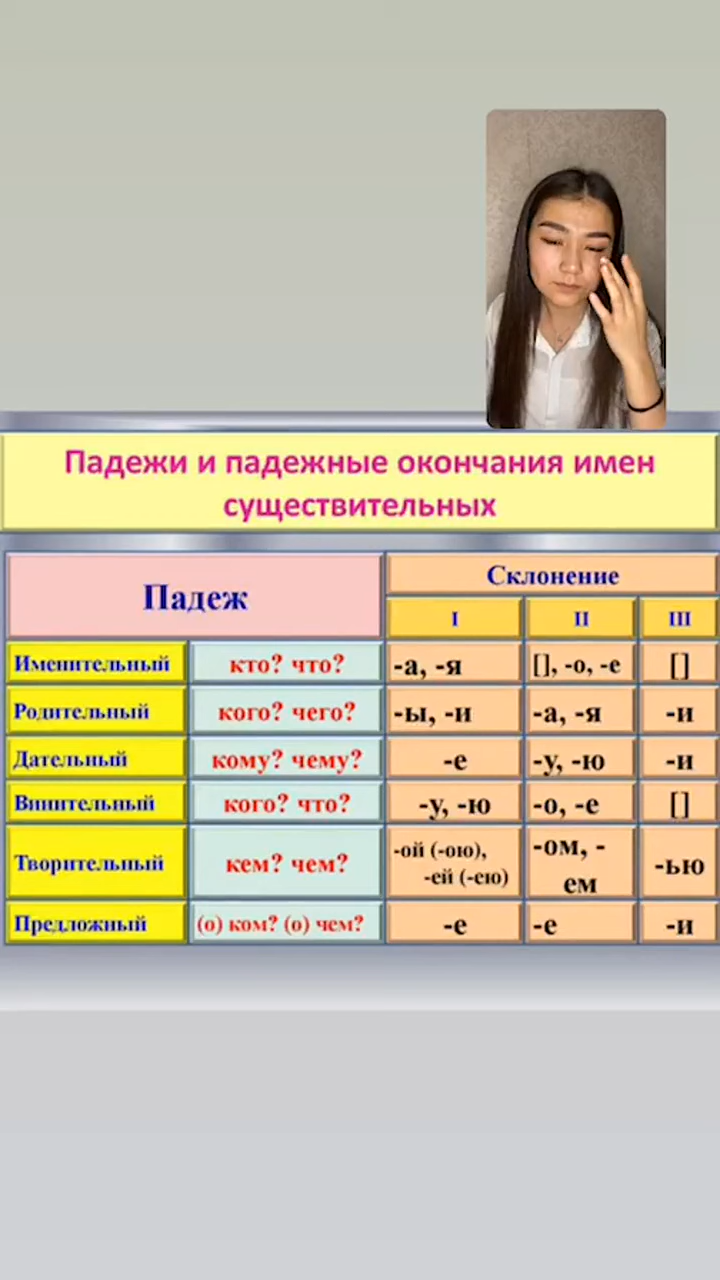 Падежи и падежные окончания имен
существительных
Падеж
Склонение
I II III
Именительный кто? что? -а, -я [], -о, -е []
Родительный кого? чего? -ы, -и -а, -я -и
Дательный кому? чему? -е -у, -ю -и
Винительный кого? что? -у, -ю -о, -е []
Творительный кем? чем? -ой (-ою),
-ей (-ею) -ом, -
ем -ью
Предложный (о) ком? (о) чем? -е -е -и